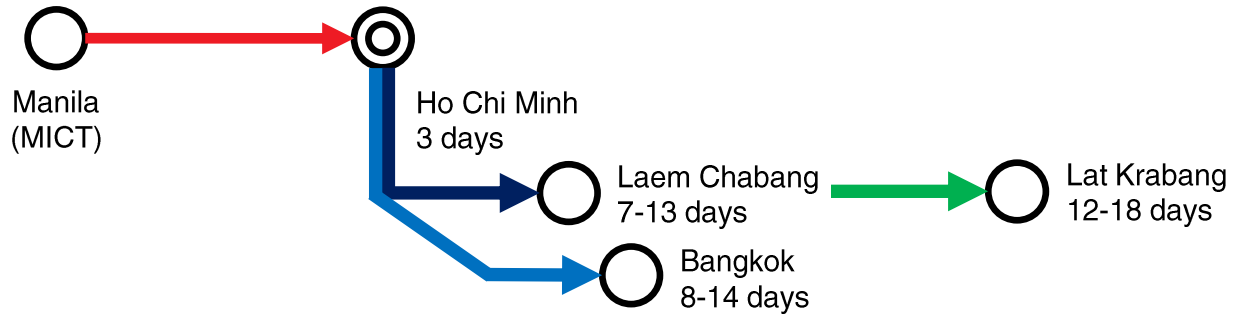 Manila
(MICT)
Ho Chi Minh
3 days
Laem Chabang
7-13 days
Lat Krabang
12-18 days
Bangkok
8-14 days